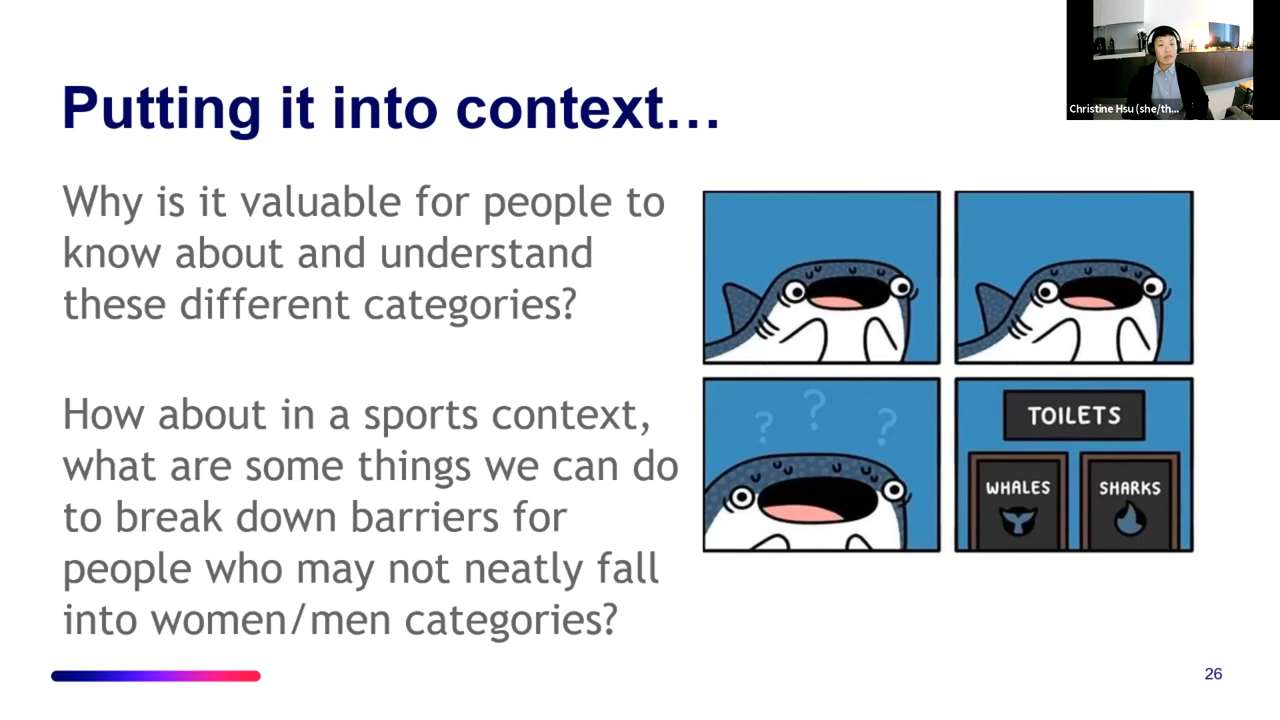 Putting it into context…
Christine Hsu (she/th...
Why is it valuable for people to
know about and understand
these different categories?
How about in a sports context,
what are some things we can do
to break down barriers for
people who may not neatly fall
into women/men categories?
? ? ?
TOILETS
WHALES
SHARKS
26